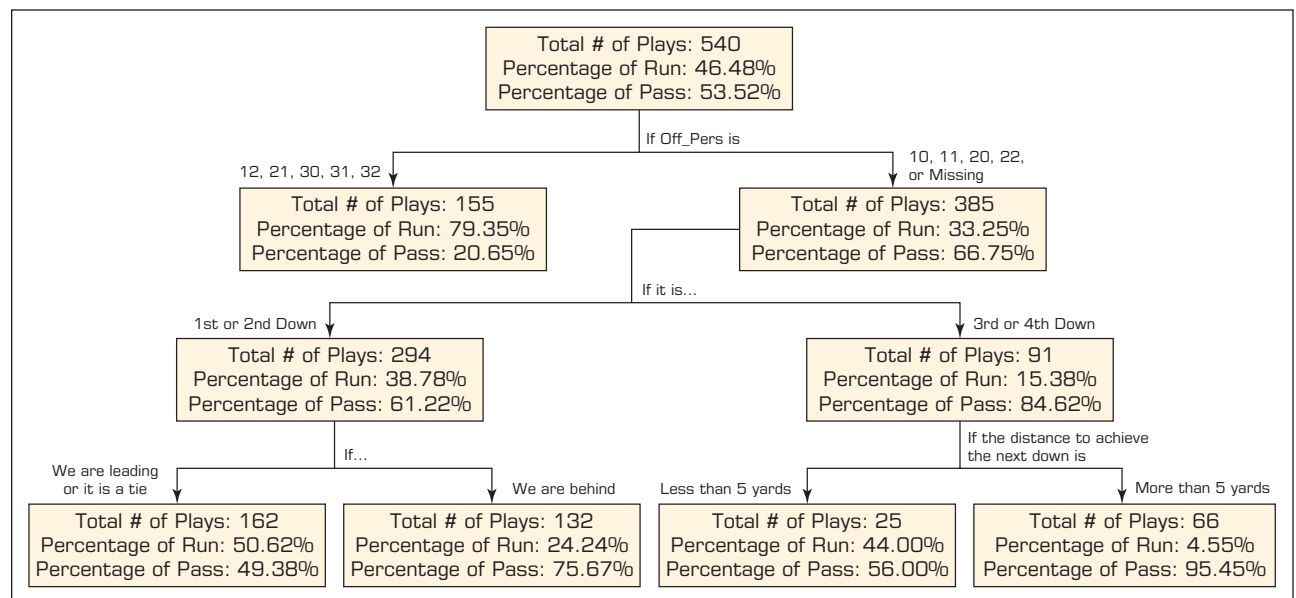 Total # of Plays: 540
Percentage of Run: 46.48%
Percentage of Pass: 53.52%
If Off_Pers is
12, 21, 30, 31, 32
10, 11, 20, 22,
or Missing
Total # of Plays: 155
Percentage of Run: 79.35%
Percentage of Pass: 20.65%
Total # of Plays: 385
Percentage of Run: 33.25%
Percentage of Pass: 66.75%
If it is...
1st or 2nd Down
3rd or 4th Down
Total # of Plays: 294
Percentage of Run: 38.78%
Percentage of Pass: 61.22%
Total # of Plays: 91
Percentage of Run: 15.38%
Percentage of Pass: 84.62%
If...
If the distance to achieve
the next down is
We are leading
or it is a tie
We are behind
Less than 5 yards
More than 5 yards
Total # of Plays: 162
Percentage of Run: 50.62%
Percentage of Pass: 49.38%
Total # of Plays: 132
Percentage of Run: 24.24%
Percentage of Pass: 75.67%
Total # of Plays: 25
Percentage of Run: 44.00%
Percentage of Pass: 56.00%
Total # of Plays: 66
Percentage of Run: 4.55%
Percentage of Pass: 95.45%